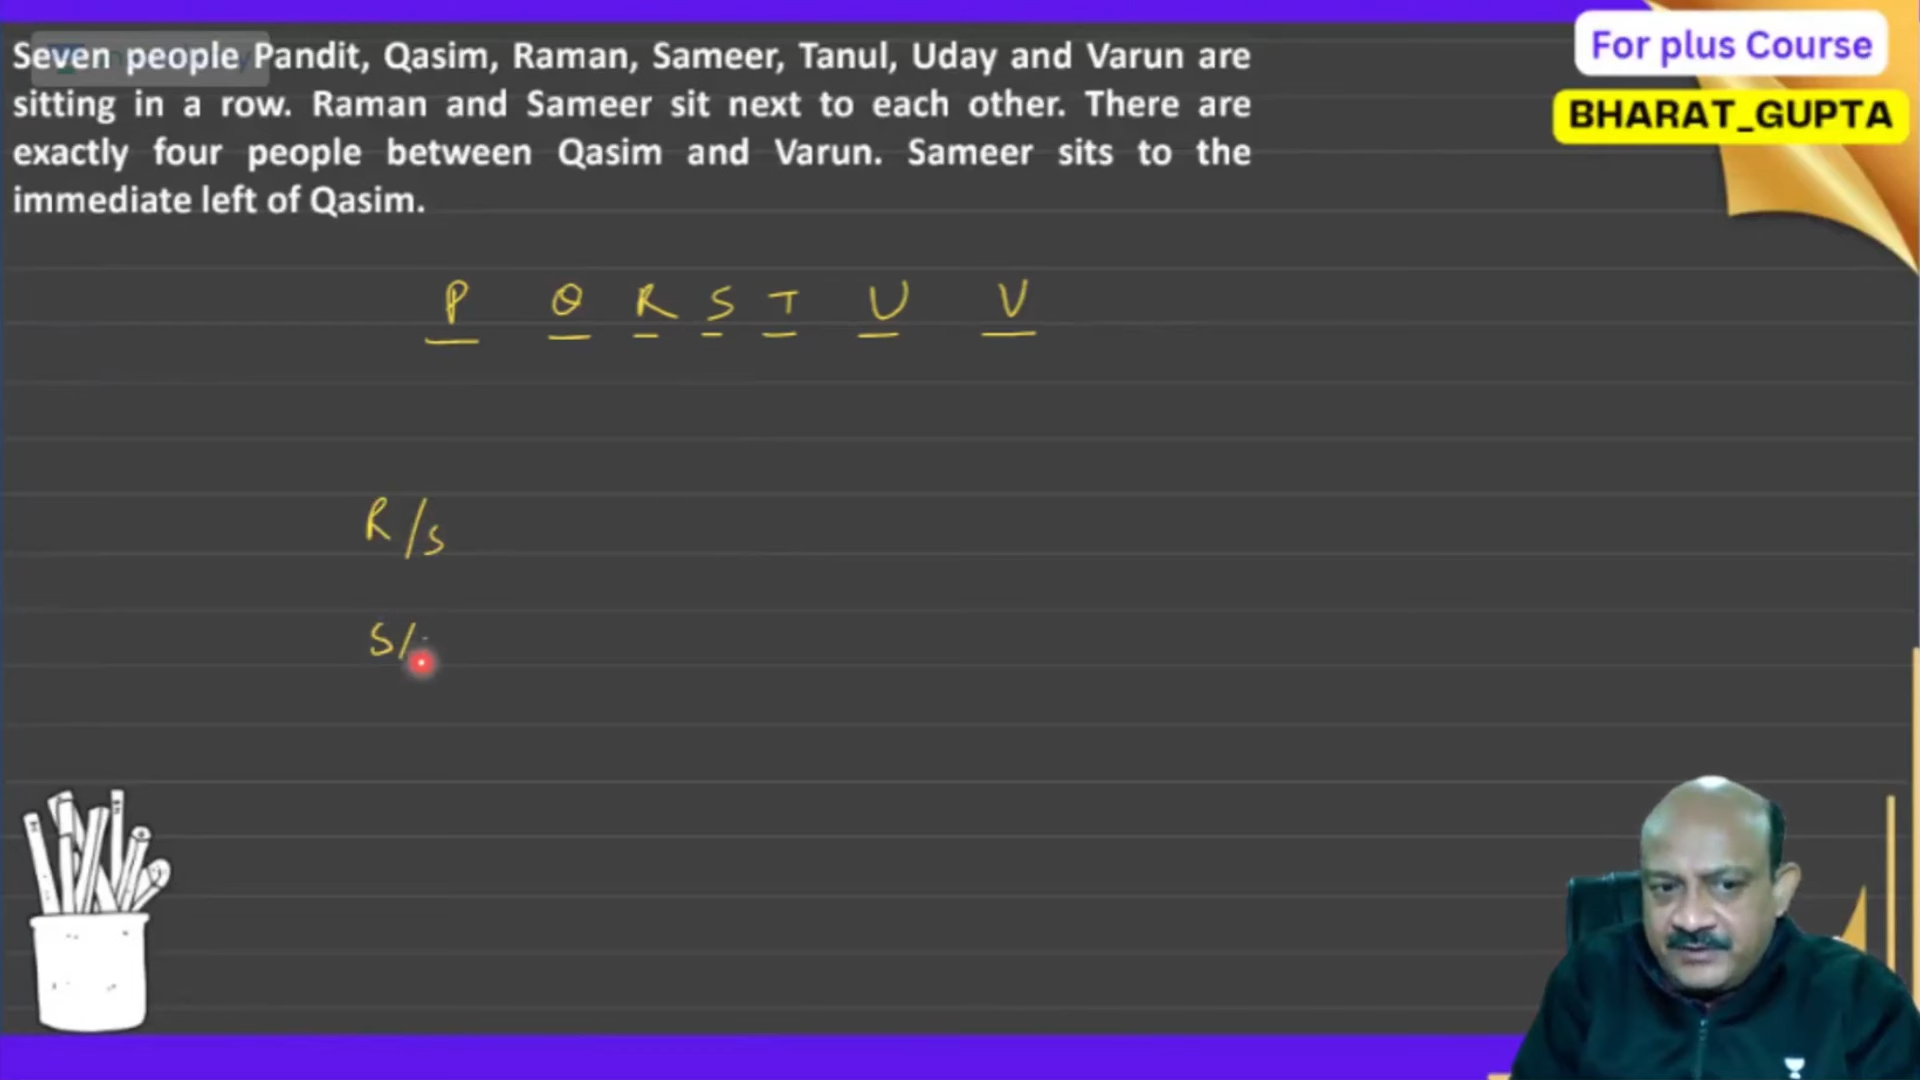 Seven people Pandit, Qasim, Raman, Sameer, Tanul, Uday and Varun are
sitting in a row. Raman and Sameer sit next to each other. There are
exactly four people between Qasim and Varun. Sameer sits to the
immediate left of Qasim.
For plus Course
BHARAT_GUPTA
P Q R S T U V
R/S
S/